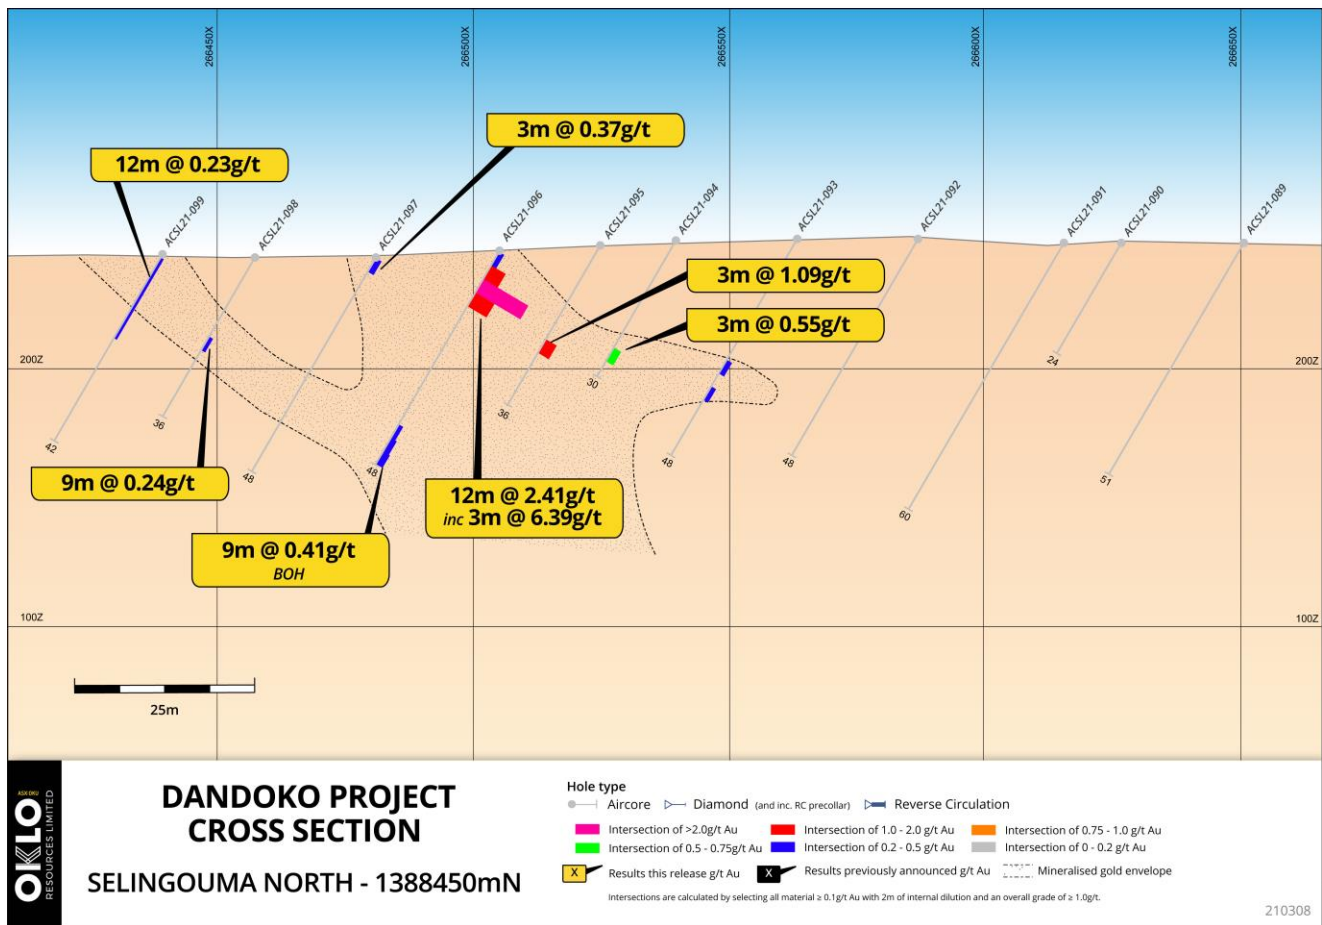 266450X
266500X
266550X
266600X
266650X
3m @ 0.37g/t
12m @ 0.23g/t
ACSL21-099
ACSL21-098
ACSL21-097
ACSL21-096
ACSL21-095
ACSL21-094
ACSL21-093
ACSL21-092
ACSL21-091
ACSL21-090
ACSL21-089
3m @ 1.09g/t
3m @ 0.55g/t
200Z
200Z
24
30
36
36
42
48
48
48
48
51
60
9m @ 0.24g/t
12m @ 2.41g/t
inc 3m @ 6.39g/t
9m @ 0.41g/t
BOH
100Z
100Z
25m
ASX OKU
OKLO
RESOURCES LIMITED
DANDOKO PROJECT
CROSS SECTION
SELINGOUMA NORTH - 1388450mN
Hole type
Aircore Diamond (and inc. RC precollar) Reverse Circulation
Intersection of >2.0g/t Au Intersection of 1.0 - 2.0 g/t Au Intersection of 0.75 - 1.0 g/t Au
Intersection of 0.5 - 0.75g/t Au Intersection of 0.2 - 0.5 g/t Au Intersection of 0 - 0.2 g/t Au
X Results this release g/t Au X Results previously announced g/t Au Mineralised gold envelope
Intersections are calculated by selecting all material ≥ 0.1g/t Au with 2m of internal dilution and an overall grade of ≥ 1.0g/t.
210308